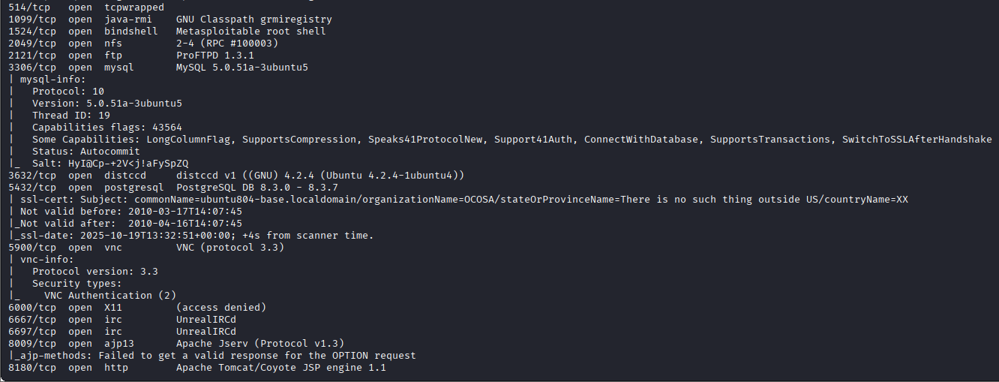 514/tcp   open  tcpwrapped
1099/tcp  open  java-rmi    GNU Classpath grmiregistry
1524/tcp  open  bindshell   Metasploitable root shell
2049/tcp  open  nfs         2-4 (RPC #100003)
2121/tcp  open  ftp         ProFTPD 1.3.1
3306/tcp  open  mysql       MySQL 5.0.51a-3ubuntu5
| mysql-info:
|   Protocol: 10
|   Version: 5.0.51a-3ubuntu5
|   Thread ID: 19
|   Capabilities flags: 43564
|   Some Capabilities: LongColumnFlag, SupportsCompression, Speaks41ProtocolNew, Support41Auth, ConnectWithDatabase, SupportsTransactions, SwitchToSSLAfterHandshake
|   Status: Autocommit
|_  Salt: HyI@Cp-+2V<j!aFySpZQ
3632/tcp  open  distccd     distccd v1 ((GNU) 4.2.4 (Ubuntu 4.2.4-1ubuntu4))
5432/tcp  open  postgresql  PostgreSQL DB 8.3.0 - 8.3.7
| ssl-cert: Subject: commonName=ubuntu804-base.localdomain/organizationName=OCOSA/stateOrProvinceName=There is no such thing outside US/countryName=XX
| Not valid before: 2010-03-17T14:07:45
|_Not valid after:  2010-04-16T14:07:45
|_ssl-date: 2025-10-19T13:32:51+00:00; +4s from scanner time.
5900/tcp  open  vnc         VNC (protocol 3.3)
| vnc-info:
|   Protocol version: 3.3
|   Security types:
|_    VNC Authentication (2)
6000/tcp  open  X11         (access denied)
6667/tcp  open  irc         UnrealIRCd
6697/tcp  open  irc         UnrealIRCd
8009/tcp  open  ajp13       Apache Jserv (Protocol v1.3)
|_ajp-methods: Failed to get a valid response for the OPTION request
8180/tcp  open  http        Apache Tomcat/Coyote JSP engine 1.1